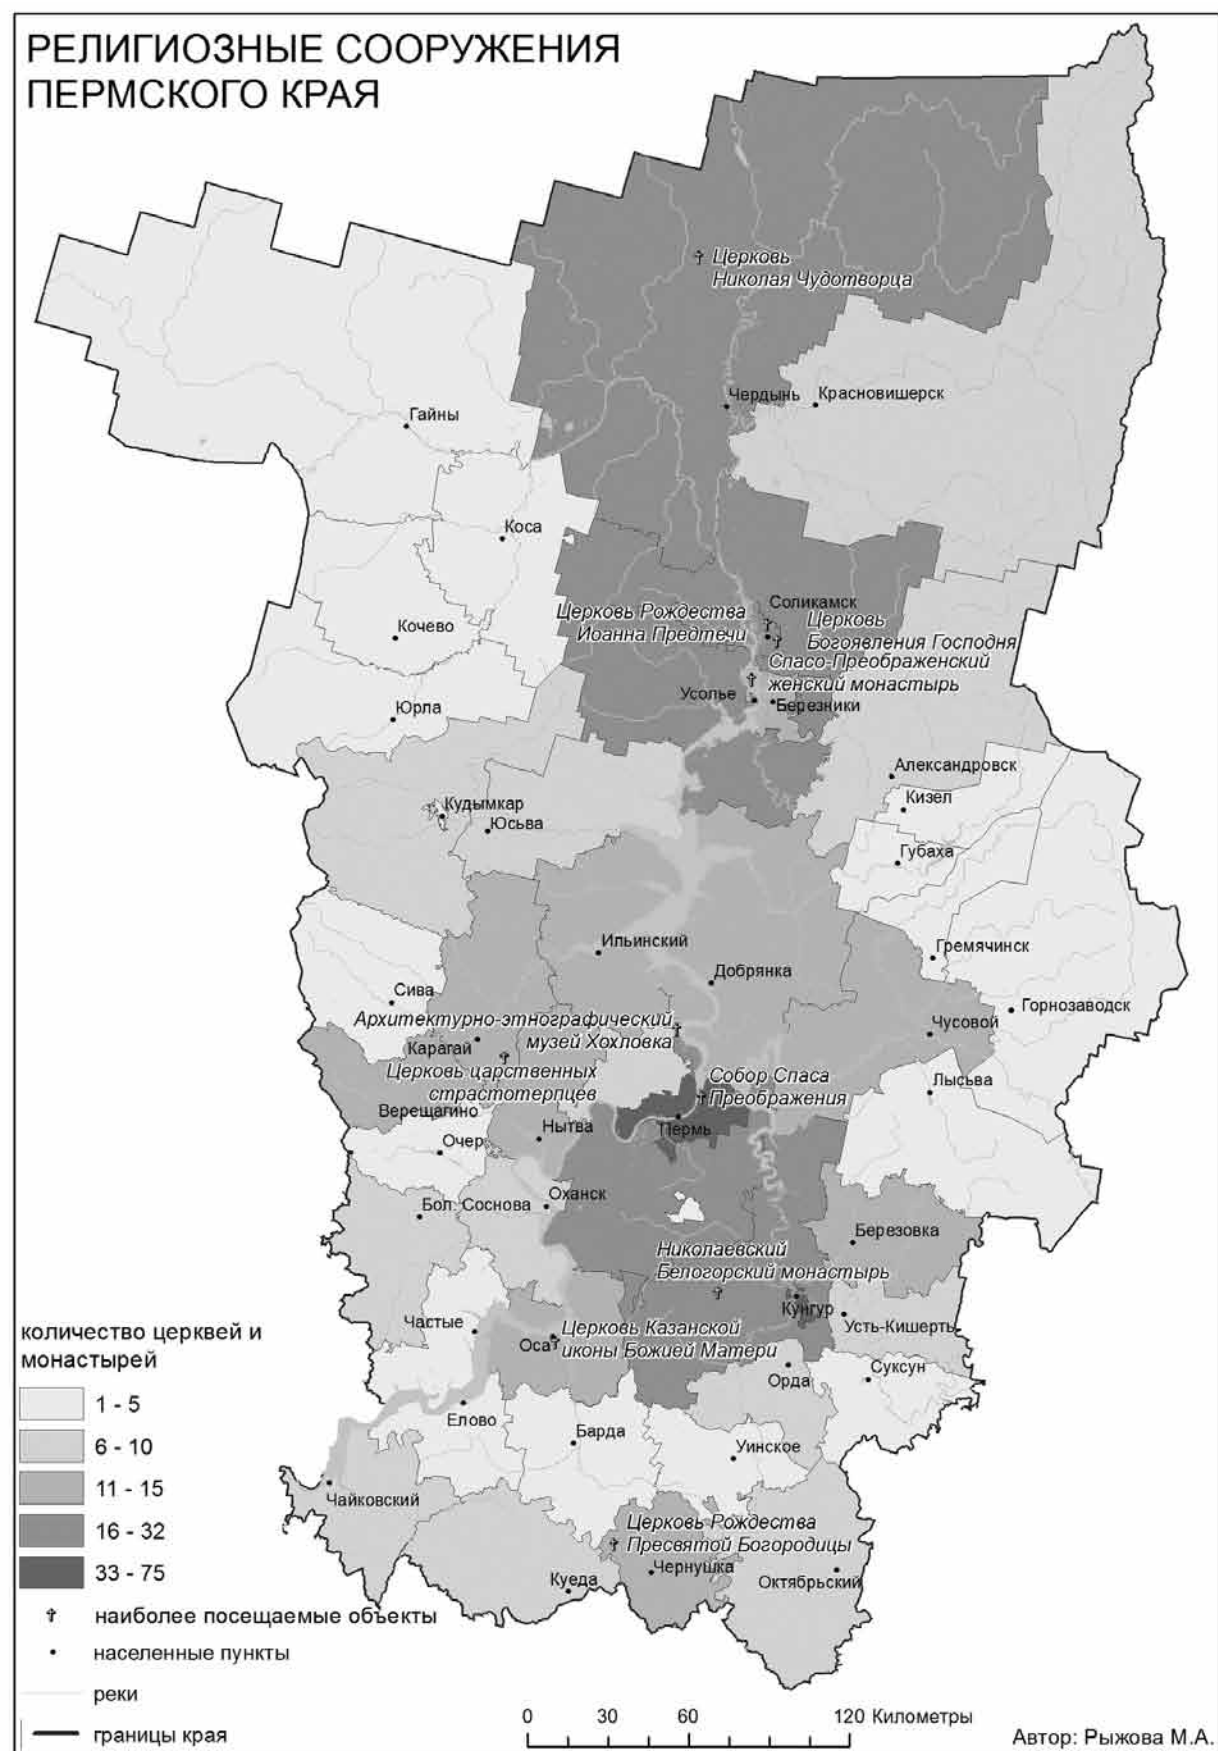 РЕЛИГИОЗНЫЕ СООРУЖЕНИЯ
ПЕРМСКОГО КРАЯ
Церковь
Николая Чудотворца
Чердынь
Красновишерск
Гайны
Коса
Соликамск
Церковь Рождества
Иоанна Предтечи
Церковь
Богоявления Господня
Кочево
Спасо-Преображенский
женский монастырь
Усолье
Березники
Юрла
Александровск
Кизел
Кудымкар
Юсьва
Губаха
Ильинский
Гремячинск
Добрянка
Сива
Горнозаводск
Архитектурно-этнографический
музей Хохловка
Чусовой
Карагай
Церковь царственных
страстотерпцев
Собор Спаса
Преображения
Лысьва
Верещагино
Нытва
Пермь
Очер
Оханск
Бол. Соснова
Березовка
Николаевский
Белогорский монастырь
Кунгур
Усть-Кишерть
Частые
Оса
Церковь Казанской
иконы Божией Матери
Орда
Суксун
Елово
Барда
Уинское
Чайковский
Церковь Рождества
Пресвятой Богородицы
Чернушка
Куеда
Октябрьский
количество церквей и
монастырей
1 - 5
6 - 10
11 - 15
16 - 32
33 - 75
наиболее посещаемые объекты
населенные пункты
реки
границы края
0 30 60 120 Километры
Автор: Рыжова М.А.